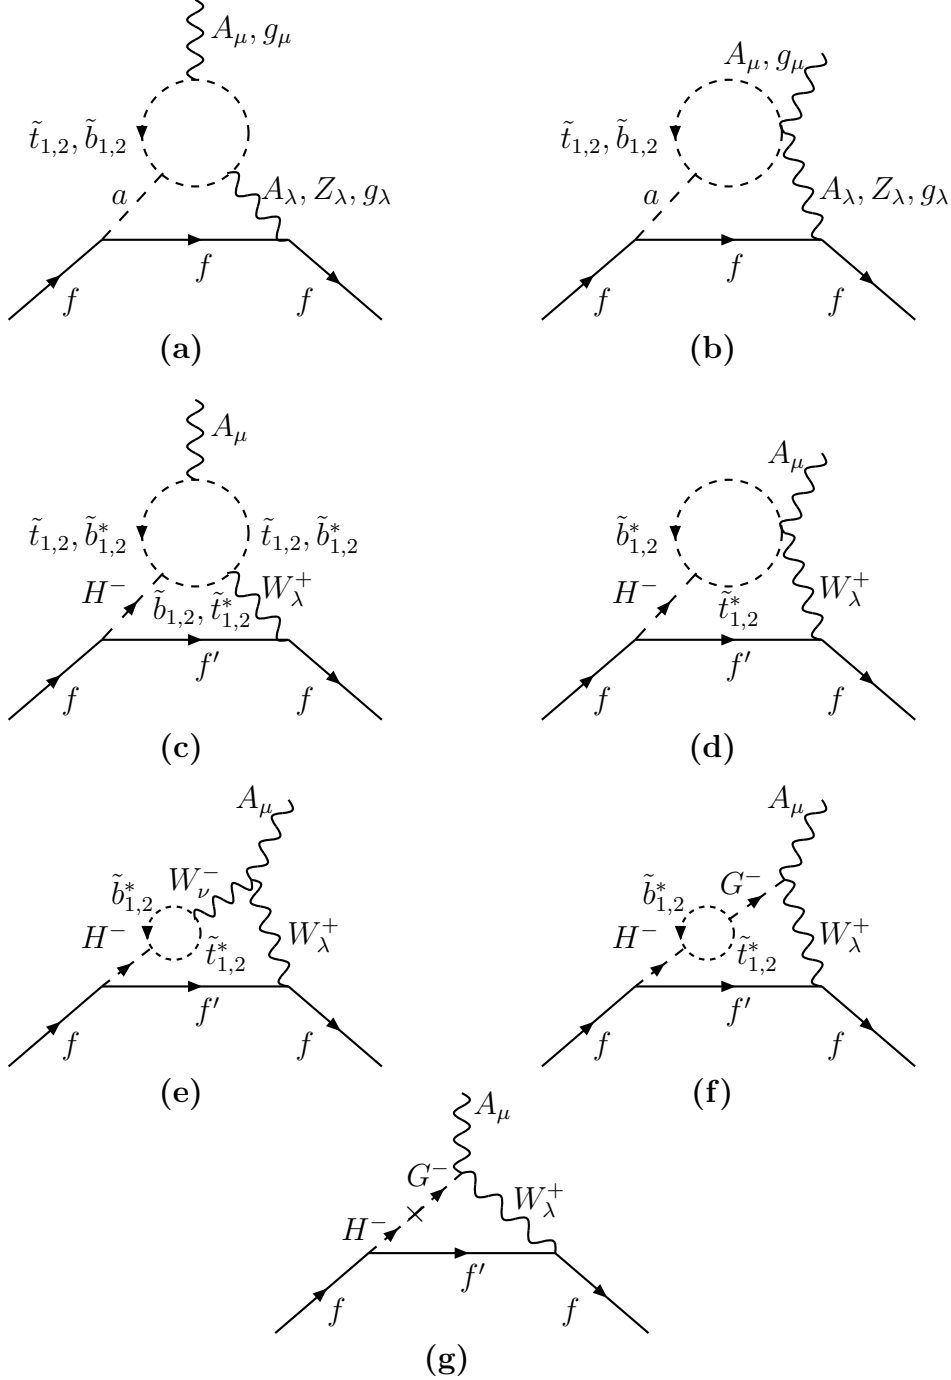 A_μ, g_μ
A_μ, g_μ
t̃_{1,2}, b̃_{1,2}
t̃_{1,2}, b̃_{1,2}
a
A_λ, Z_λ, g_λ
a
A_λ, Z_λ, g_λ
f
f
f
f
f
f
(a)
(b)
A_μ
A_μ
t̃_{1,2}, b̃^*_{1,2}
t̃_{1,2}, b̃^*_{1,2}
b̃^*_{1,2}
H^-
b̃_{1,2}, t̃^*_{1,2}
W^+_λ
H^-
t̃^*_{1,2}
W^+_λ
f
f′
f
f
f′
f
(c)
(d)
A_μ
A_μ
b̃^*_{1,2}
W^-_ν
b̃^*_{1,2}
G^-
H^-
t̃^*_{1,2}
W^+_λ
H^-
t̃^*_{1,2}
W^+_λ
f
f′
f
f
f′
f
(e)
(f)
A_μ
G^-
H^-
W^+_λ
f
f′
f
(g)